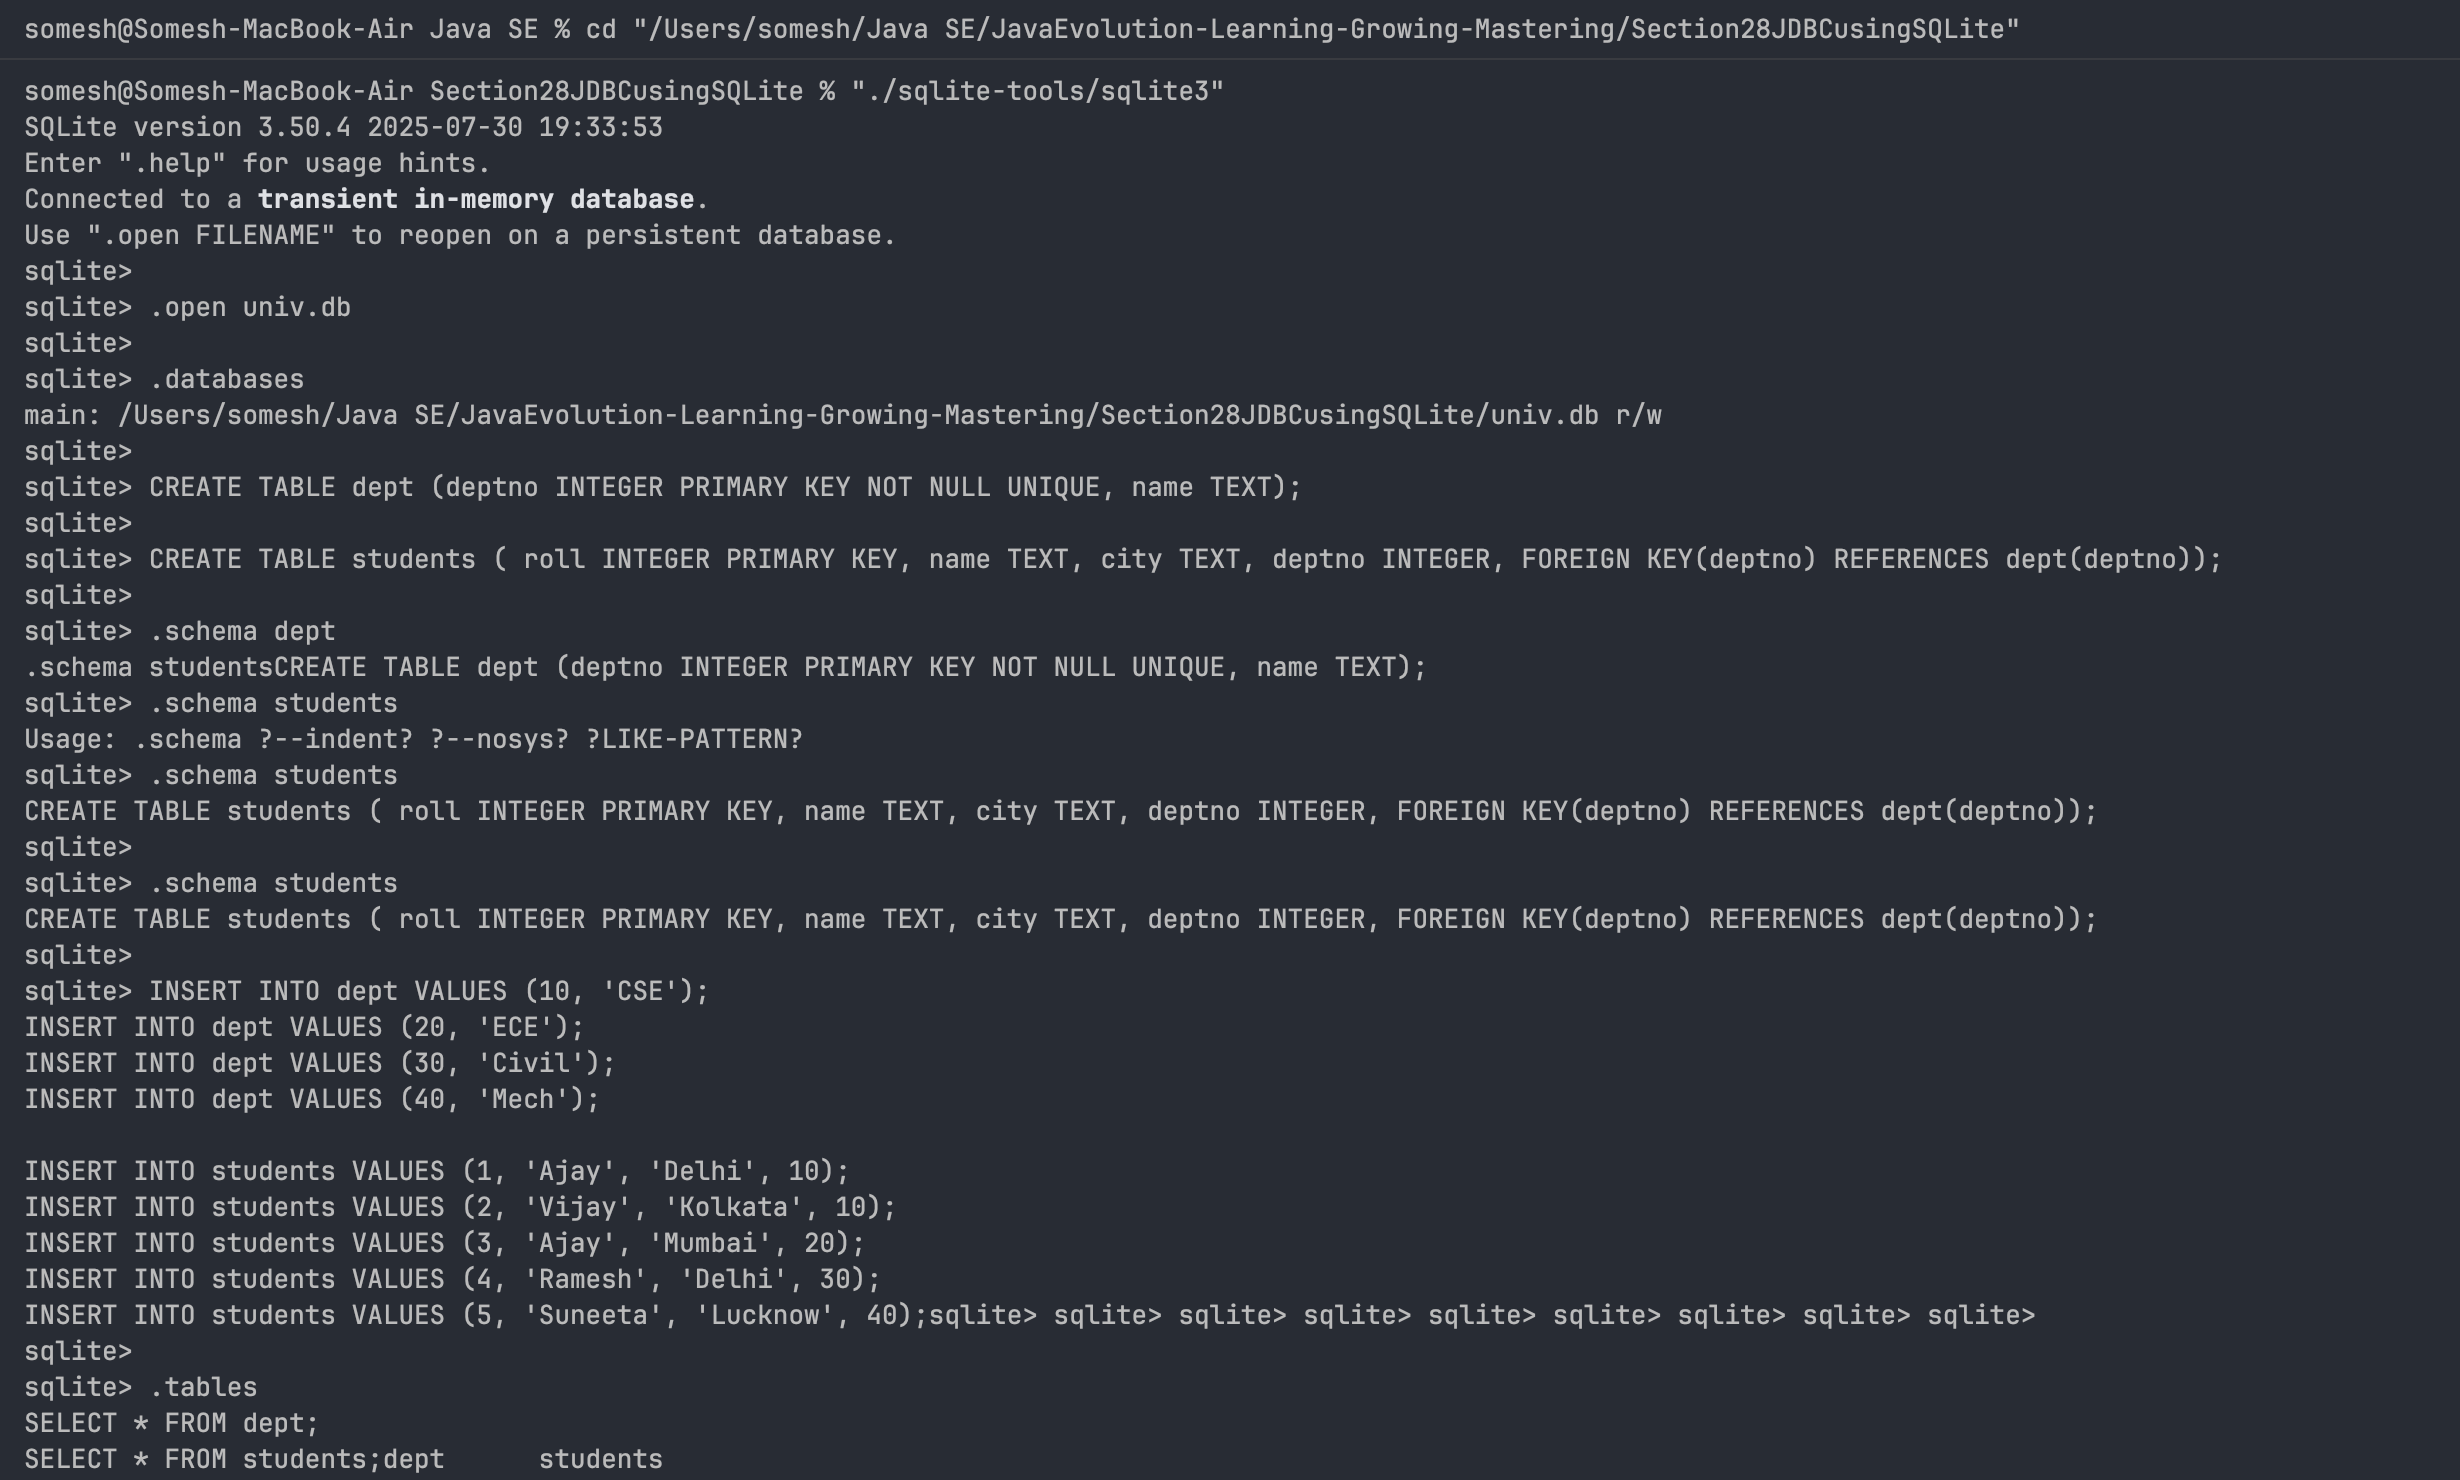 somesh@Somesh-MacBook-Air Java SE % cd "/Users/somesh/Java SE/JavaEvolution-Learning-Growing-Mastering/Section28JDBCusingSQLite"
somesh@Somesh-MacBook-Air Section28JDBCusingSQLite % "./sqlite-tools/sqlite3"
SQLite version 3.50.4 2025-07-30 19:33:53
Enter ".help" for usage hints.
Connected to a transient in-memory database.
Use ".open FILENAME" to reopen on a persistent database.
sqlite>
sqlite> .open univ.db
sqlite>
sqlite> .databases
main: /Users/somesh/Java SE/JavaEvolution-Learning-Growing-Mastering/Section28JDBCusingSQLite/univ.db r/w
sqlite>
sqlite> CREATE TABLE dept (deptno INTEGER PRIMARY KEY NOT NULL UNIQUE, name TEXT);
sqlite>
sqlite> CREATE TABLE students ( roll INTEGER PRIMARY KEY, name TEXT, city TEXT, deptno INTEGER, FOREIGN KEY(deptno) REFERENCES dept(deptno));
sqlite>
sqlite> .schema dept
.schema studentsCREATE TABLE dept (deptno INTEGER PRIMARY KEY NOT NULL UNIQUE, name TEXT);
sqlite> .schema students
Usage: .schema ?--indent? ?--nosys? ?LIKE-PATTERN?
sqlite> .schema students
CREATE TABLE students ( roll INTEGER PRIMARY KEY, name TEXT, city TEXT, deptno INTEGER, FOREIGN KEY(deptno) REFERENCES dept(deptno));
sqlite>
sqlite> .schema students
CREATE TABLE students ( roll INTEGER PRIMARY KEY, name TEXT, city TEXT, deptno INTEGER, FOREIGN KEY(deptno) REFERENCES dept(deptno));
sqlite>
sqlite> INSERT INTO dept VALUES (10, 'CSE');
INSERT INTO dept VALUES (20, 'ECE');
INSERT INTO dept VALUES (30, 'Civil');
INSERT INTO dept VALUES (40, 'Mech');
INSERT INTO students VALUES (1, 'Ajay', 'Delhi', 10);
INSERT INTO students VALUES (2, 'Vijay', 'Kolkata', 10);
INSERT INTO students VALUES (3, 'Ajay', 'Mumbai', 20);
INSERT INTO students VALUES (4, 'Ramesh', 'Delhi', 30);
INSERT INTO students VALUES (5, 'Suneeta', 'Lucknow', 40);sqlite> sqlite> sqlite> sqlite> sqlite> sqlite> sqlite> sqlite> sqlite>
sqlite>
sqlite> .tables
SELECT * FROM dept;
SELECT * FROM students;dept      students